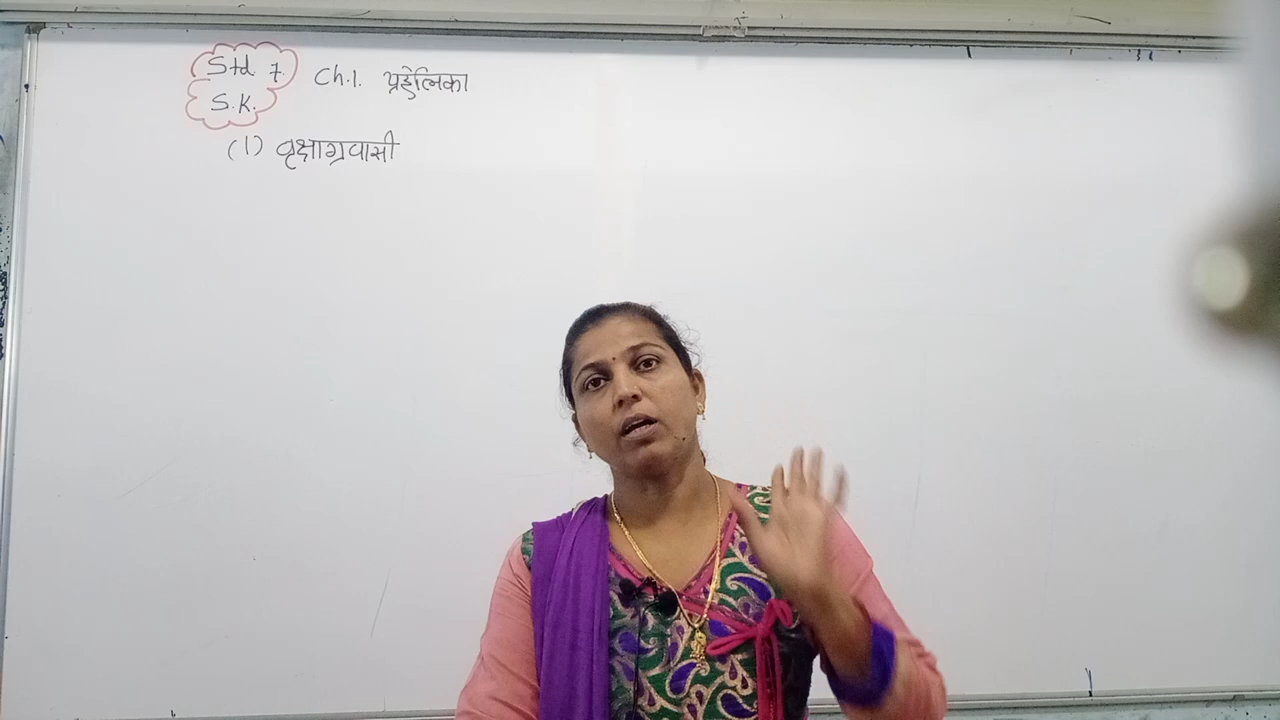 Std. 7. Ch.1. प्रहेलिका
S.K.
(1) वृक्षाग्रवासी